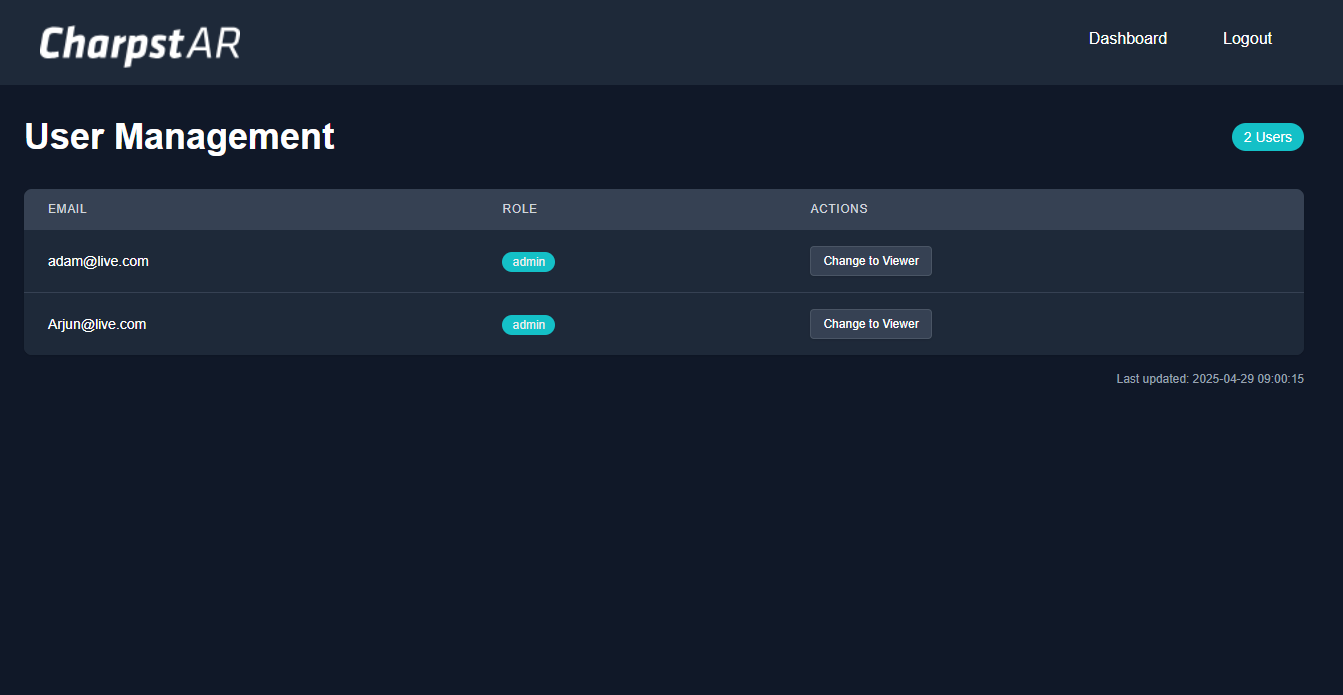 CharpstAR
Dashboard Logout
User Management
2 Users
EMAIL ROLE ACTIONS
adam@live.com admin Change to Viewer
Arjun@live.com admin Change to Viewer
Last updated: 2025-04-29 09:00:15